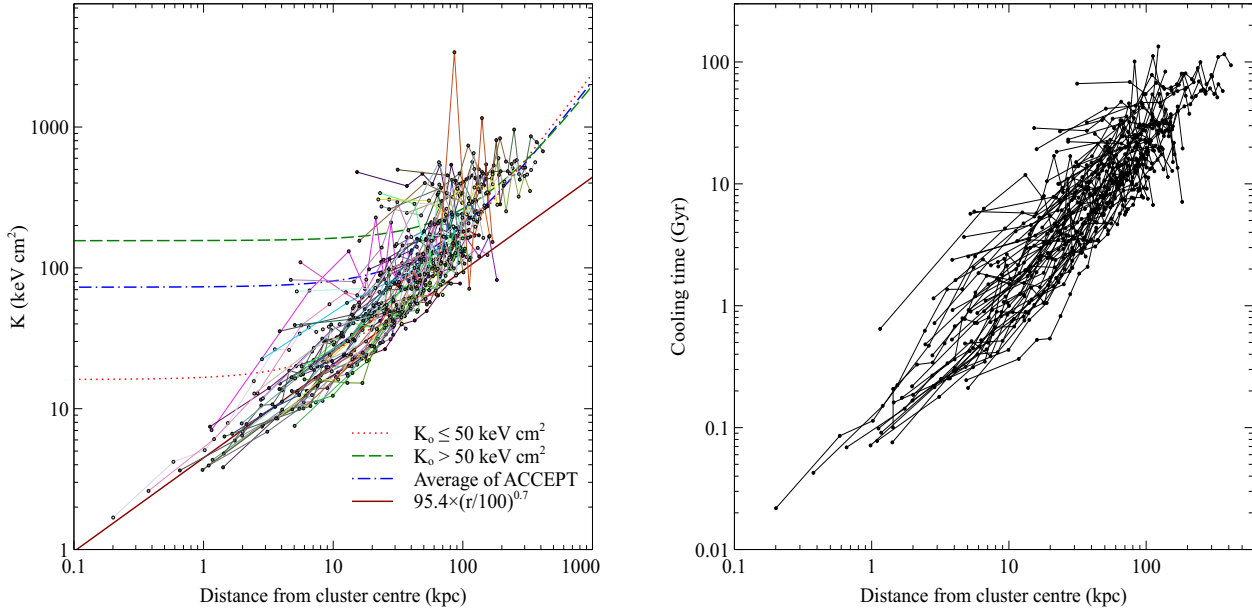 1000
100
10
1
K (keV cm²)
0.1 1 10 100 1000
Distance from cluster centre (kpc)
K₀ ≤ 50 keV cm²
K₀ > 50 keV cm²
Average of ACCEPT
95.4×(r/100)⁰·⁷
100
10
1
0.1
0.01
Cooling time (Gyr)
0.1 1 10 100
Distance from cluster centre (kpc)